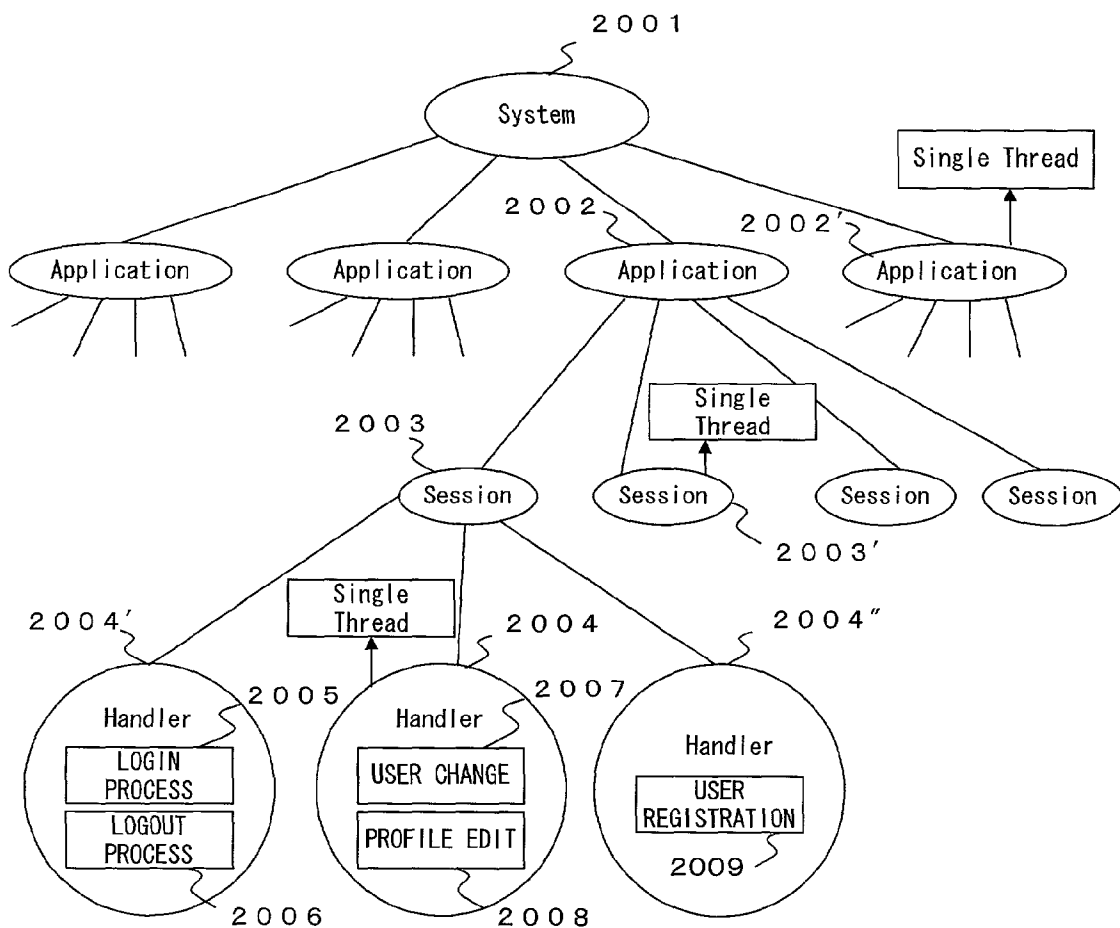 2001
System
Single Thread
2002
2002'
Application
Application
Application
Application
Single
Thread
2003
Session
Session
Session
Session
2003'
Single
Thread
2004'
2004
2004"
2005
2007
Handler
Handler
Handler
LOGIN
PROCESS
USER CHANGE
USER
REGISTRATION
LOGOUT
PROCESS
PROFILE EDIT
2009
2006
2008